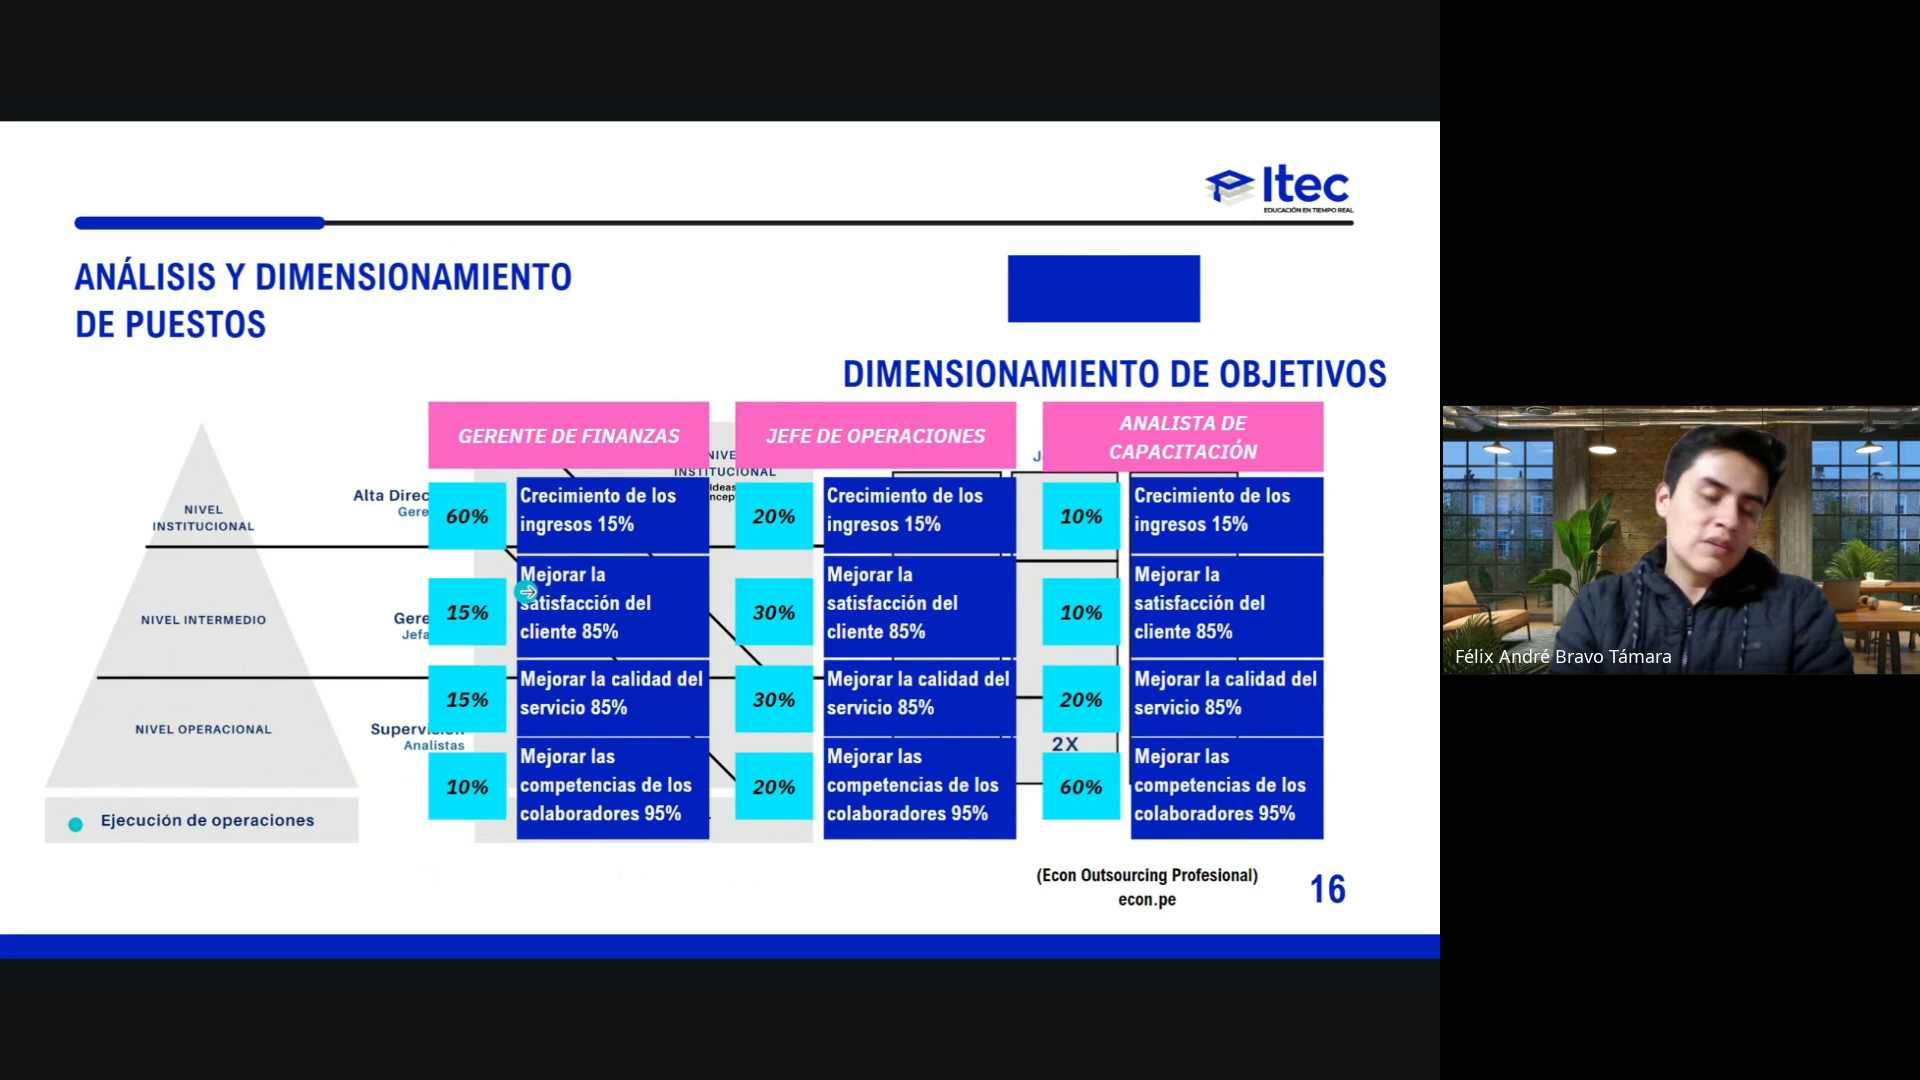 Itec
EDUCACIÓN EN TIEMPO REAL
ANÁLISIS Y DIMENSIONAMIENTO
DE PUESTOS
DIMENSIONAMIENTO DE OBJETIVOS
NIVEL
INSTITUCIONAL
NIVEL INTERMEDIO
NIVEL OPERACIONAL
Ejecución de operaciones
Alta Direc
Gere
Gere
Jefa
Analistas
INSTITUCIONAL
GERENTE DE FINANZAS
60%
Crecimiento de los
ingresos 15%
15%
Mejorar la
satisfacción del
cliente 85%
15%
Mejorar la calidad del
servicio 85%
10%
Mejorar las
competencias de los
colaboradores 95%
JEFE DE OPERACIONES
20%
Crecimiento de los
ingresos 15%
30%
Mejorar la
satisfacción del
cliente 85%
30%
Mejorar la calidad del
servicio 85%
20%
Mejorar las
competencias de los
colaboradores 95%
ANALISTA DE
CAPACITACIÓN
10%
Crecimiento de los
ingresos 15%
10%
Mejorar la
satisfacción del
cliente 85%
20%
Mejorar la calidad del
servicio 85%
2X
60%
Mejorar las
competencias de los
colaboradores 95%
(Econ Outsourcing Profesional)
econ.pe
16
Félix André Bravo Támara